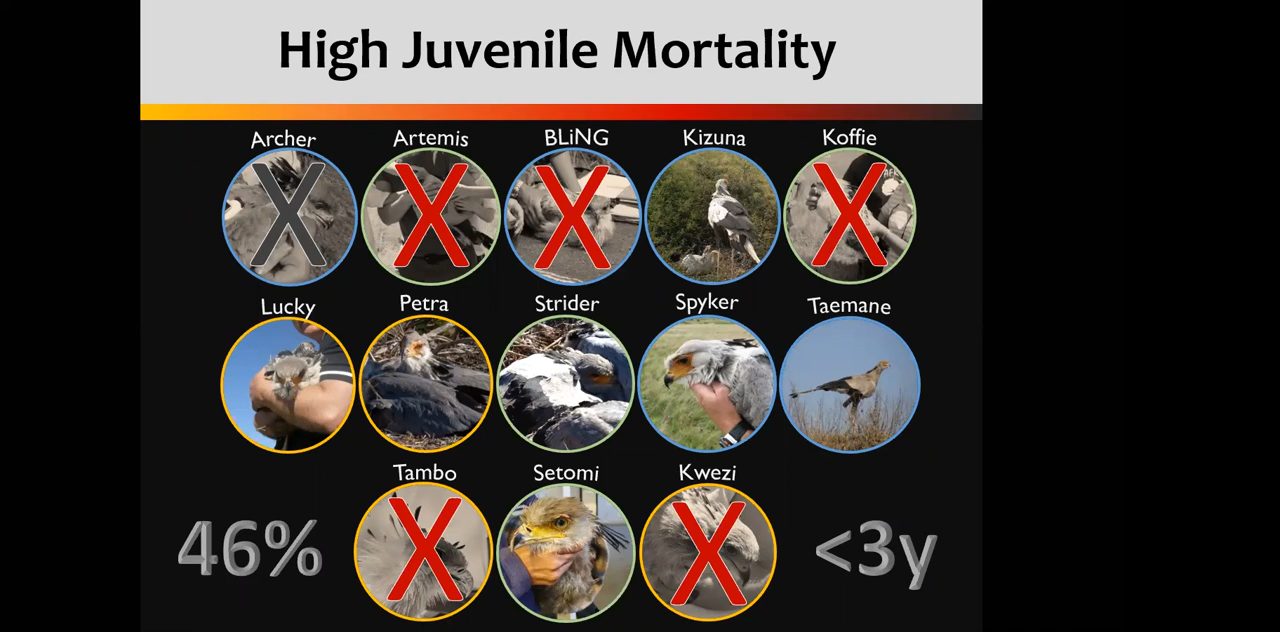 High Juvenile Mortality
Archer Artemis BLiNG Kizuna Koffie
X X X X
Lucky Petra Strider Spyker Taemane
Tambo Setomi Kwezi
46% X X <3y